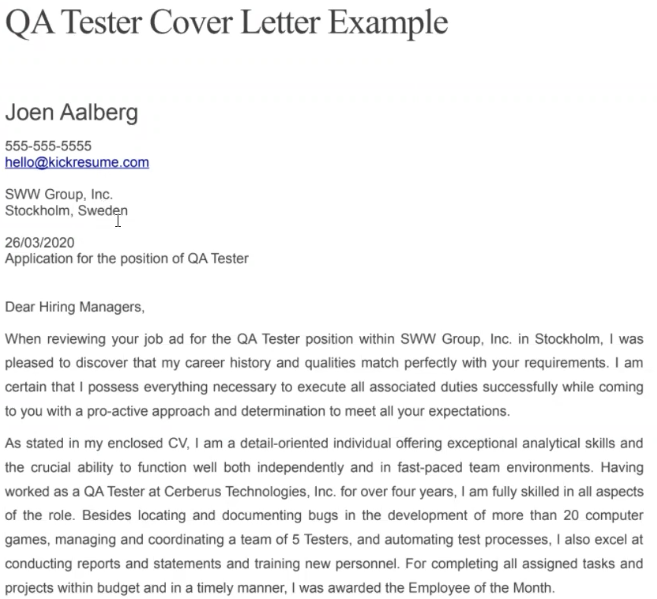 QA Tester Cover Letter Example
Joen Aalberg
555-555-5555
hello@kickresume.com
SWW Group, Inc.
Stockholm, Sweden
26/03/2020
Application for the position of QA Tester
Dear Hiring Managers,
When reviewing your job ad for the QA Tester position within SWW Group, Inc. in Stockholm, I was
pleased to discover that my career history and qualities match perfectly with your requirements. I am
certain that I possess everything necessary to execute all associated duties successfully while coming
to you with a pro-active approach and determination to meet all your expectations.
As stated in my enclosed CV, I am a detail-oriented individual offering exceptional analytical skills and
the crucial ability to function well both independently and in fast-paced team environments. Having
worked as a QA Tester at Cerberus Technologies, Inc. for over four years, I am fully skilled in all aspects
of the role. Besides locating and documenting bugs in the development of more than 20 computer
games, managing and coordinating a team of 5 Testers, and automating test processes, I also excel at
conducting reports and statements and training new personnel. For completing all assigned tasks and
projects within budget and in a timely manner, I was awarded the Employee of the Month.